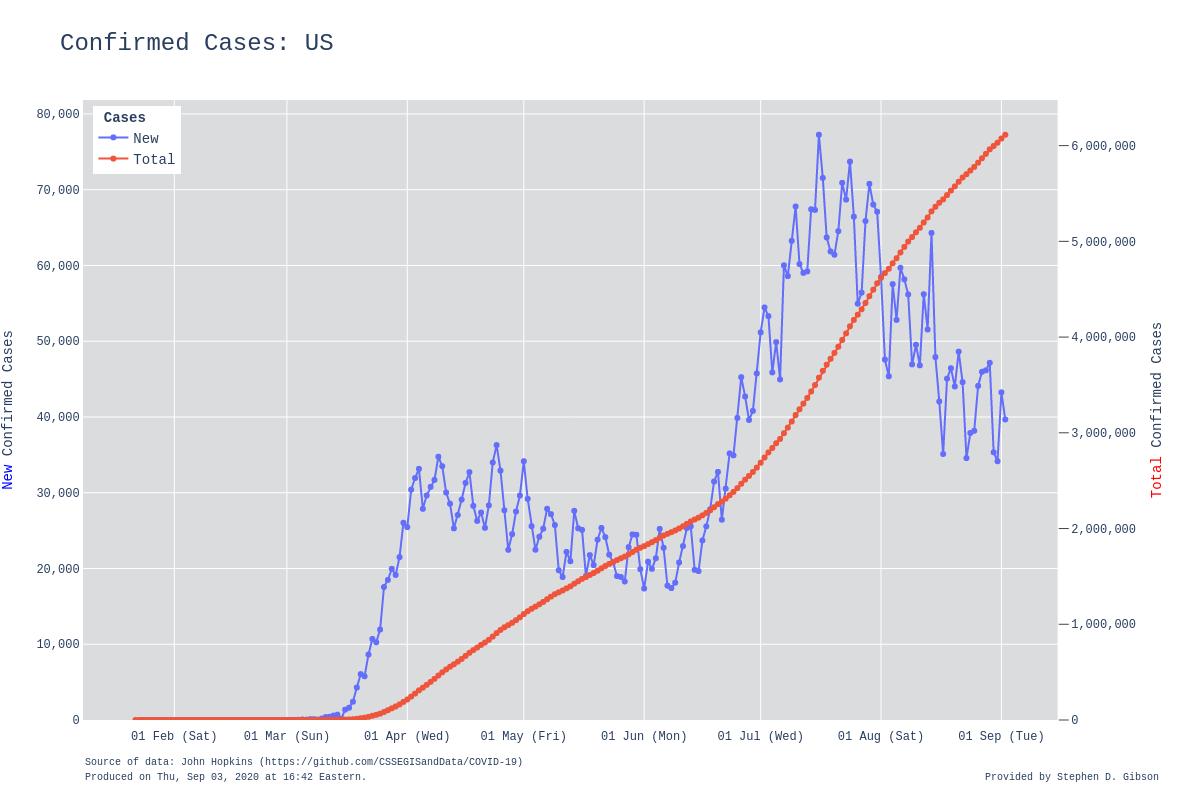 Confirmed Cases: US
Cases
New
Total
80,000
70,000
60,000
50,000
40,000
30,000
20,000
10,000
0
New Confirmed Cases
6,000,000
5,000,000
4,000,000
3,000,000
2,000,000
1,000,000
0
Total Confirmed Cases
01 Feb (Sat)
01 Mar (Sun)
01 Apr (Wed)
01 May (Fri)
01 Jun (Mon)
01 Jul (Wed)
01 Aug (Sat)
01 Sep (Tue)
Source of data: John Hopkins (https://github.com/CSSEGISandData/COVID-19)
Produced on Thu, Sep 03, 2020 at 16:42 Eastern.
Provided by Stephen D. Gibson